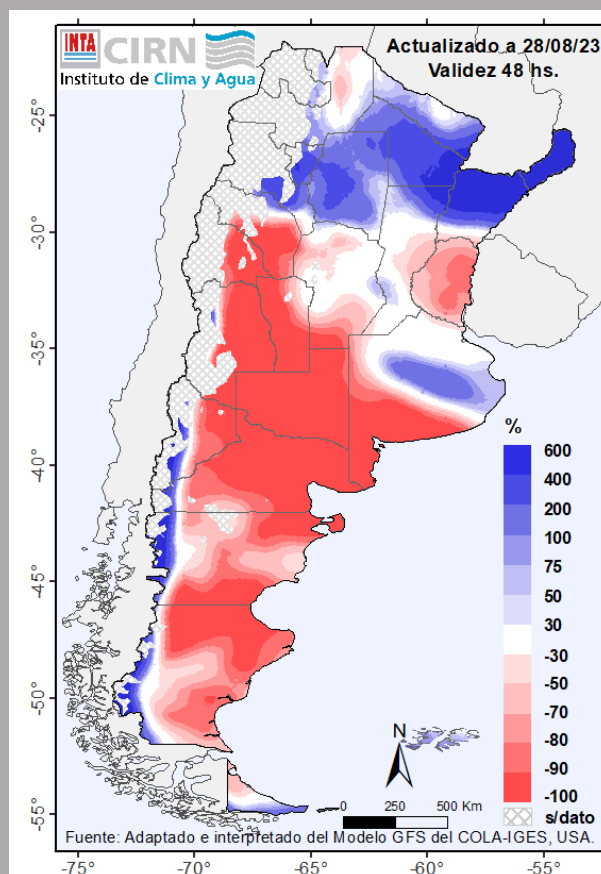 INTA CIRN
Instituto de Clima y Agua
Actualizado a 28/08/23
Validez 48 hs.
-25°
-30°
-35°
-40°
-45°
-50°
-55°
%
600
400
200
100
75
50
30
-30
-50
-70
-90
-100
s/dato
N
0 250 500 Km
Fuente: Adaptado e interpretado del Modelo GFS del COLA-IGES, USA.
-75° -70° -65° -60° -55°